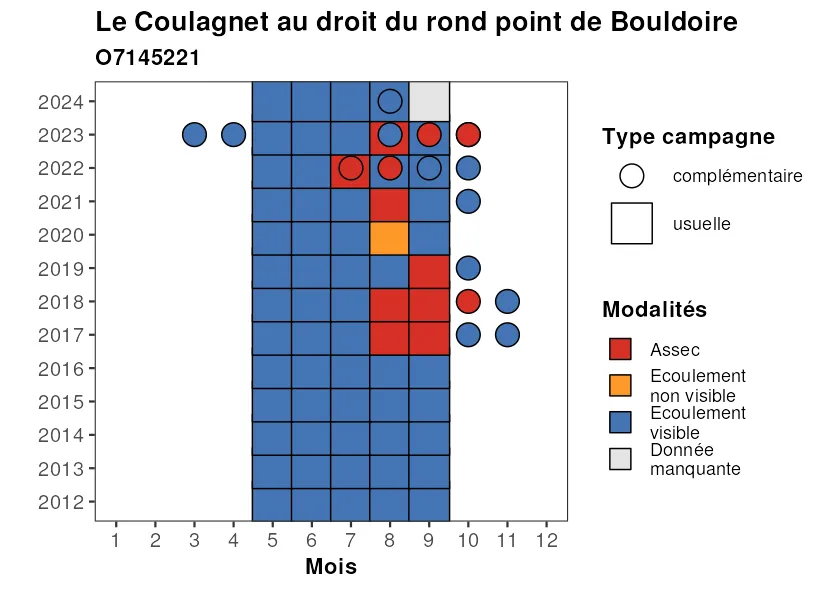 Le Coulagnet au droit du rond point de Bouldoire
O7145221
2024
2023
2022
2021
2020
2019
2018
2017
2016
2015
2014
2013
2012
1 2 3 4 5 6 7 8 9 10 11 12
Mois
Type campagne
complémentaire
usuelle
Modalités
Assec
Ecoulement
non visible
Ecoulement
visible
Donnée
manquante